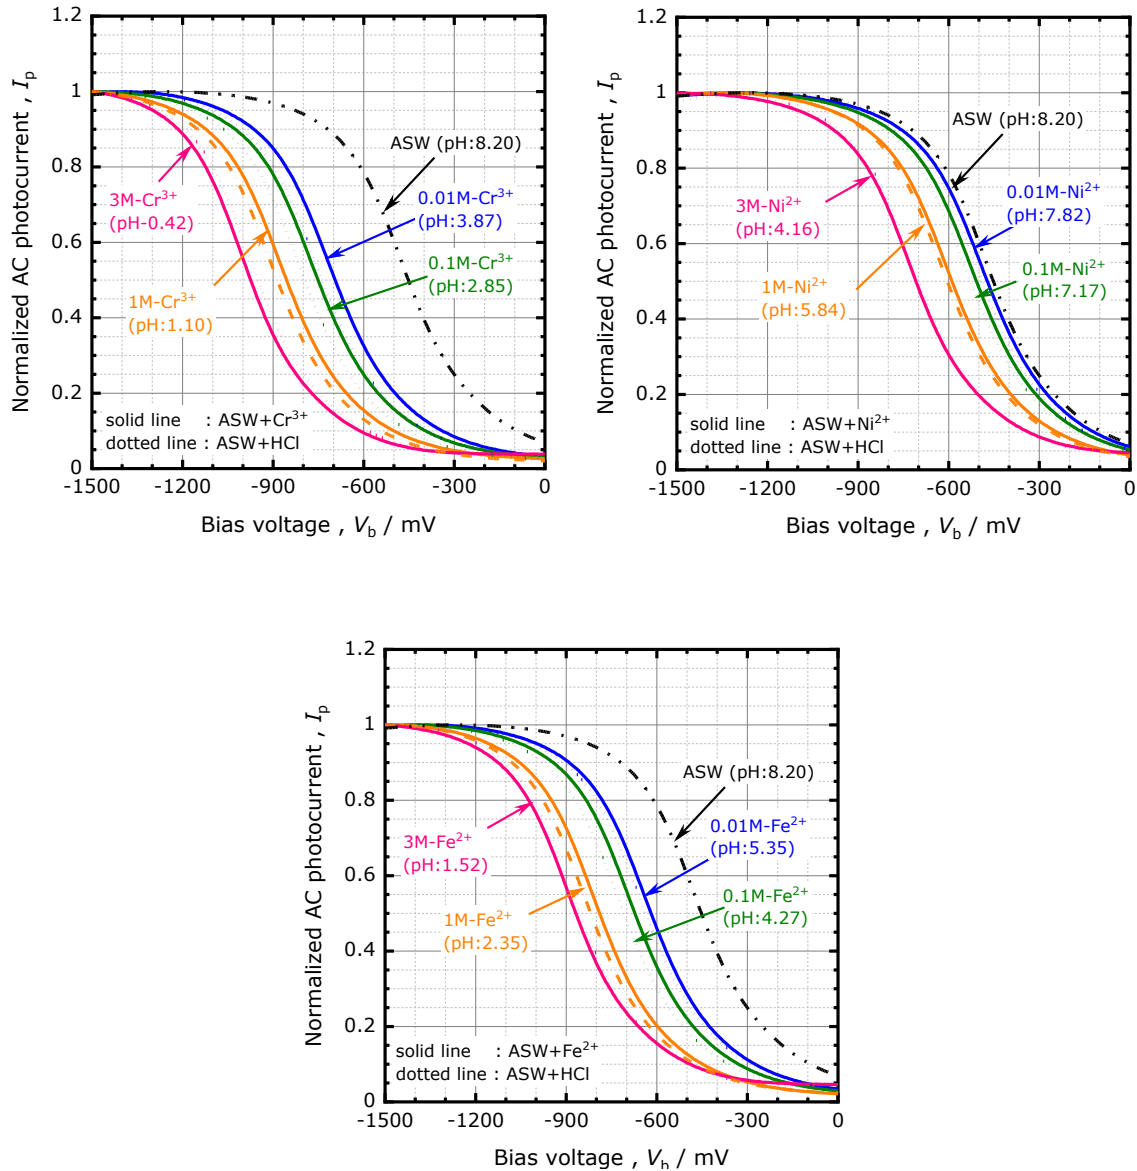 1.2
1
0.8
0.6
0.4
0.2
0
Normalized AC photocurrent , Iₚ
ASW (pH:8.20)
3M-Cr³⁺
(pH-0.42)
0.01M-Cr³⁺
(pH:3.87)
0.1M-Cr³⁺
(pH:2.85)
1M-Cr³⁺
(pH:1.10)
solid line : ASW+Cr³⁺
dotted line : ASW+HCl
-1500 -1200 -900 -600 -300 0
Bias voltage , V_b / mV
1.2
1
0.8
0.6
0.4
0.2
0
Normalized AC photocurrent , Iₚ
ASW (pH:8.20)
3M-Ni²⁺
(pH:4.16)
0.01M-Ni²⁺
(pH:7.82)
0.1M-Ni²⁺
(pH:7.17)
1M-Ni²⁺
(pH:5.84)
solid line : ASW+Ni²⁺
dotted line : ASW+HCl
-1500 -1200 -900 -600 -300 0
Bias voltage , V_b / mV
1.2
1
0.8
0.6
0.4
0.2
0
Normalized AC photocurrent , Iₚ
ASW (pH:8.20)
3M-Fe²⁺
(pH:1.52)
0.01M-Fe²⁺
(pH:5.35)
0.1M-Fe²⁺
(pH:4.27)
1M-Fe²⁺
(pH:2.35)
solid line : ASW+Fe²⁺
dotted line : ASW+HCl
-1500 -1200 -900 -600 -300 0
Bias voltage , V_b / mV